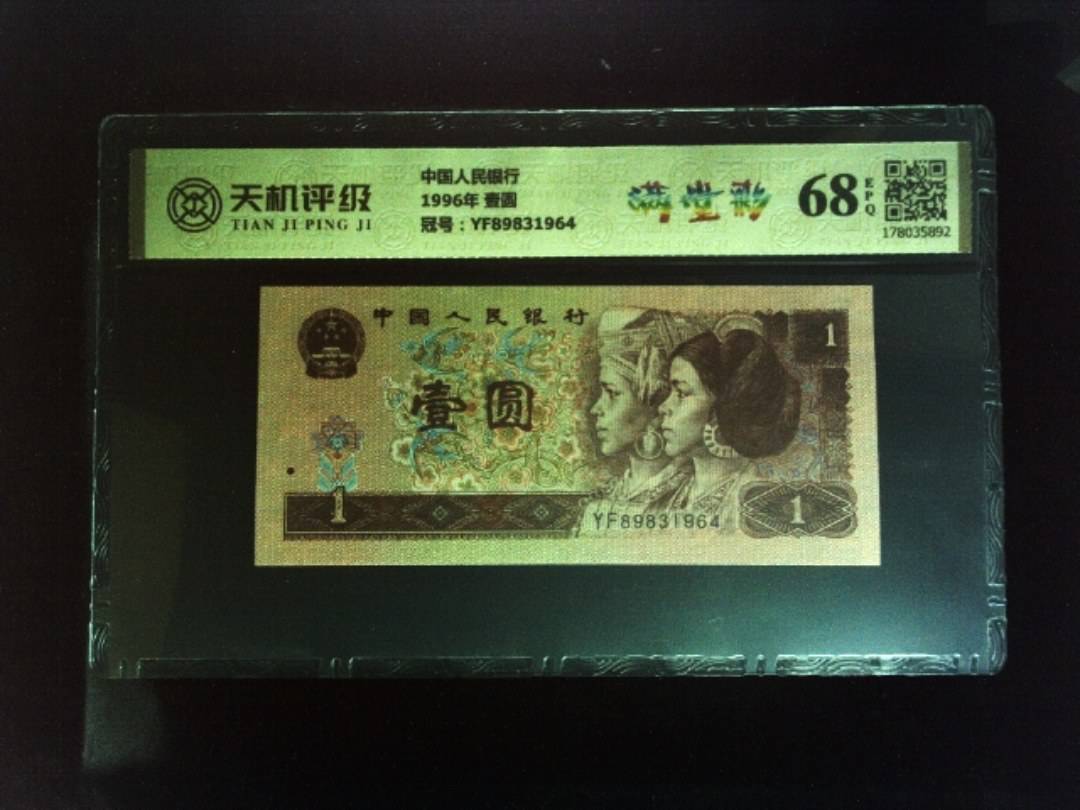 天机评级
TIAN JI PING JI
中国人民银行
1996年 壹圆
冠号：YF89831964
满堂彩
68
EPQ
178035892
中国人民银行
1
壹圆
1
YF89831964
1